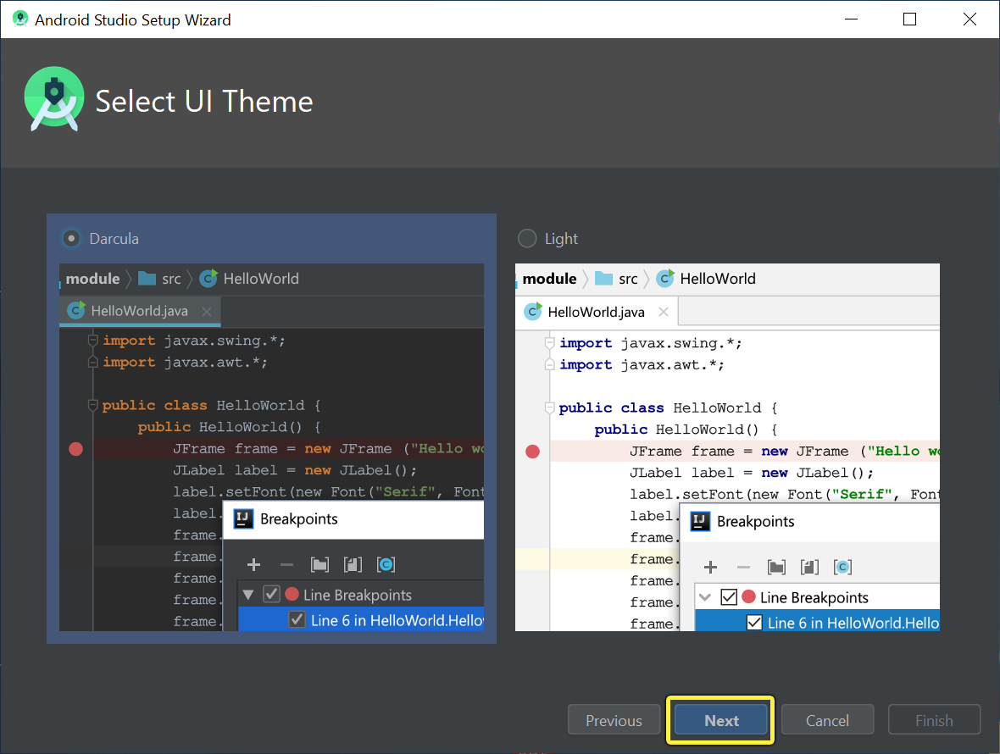 Android Studio Setup Wizard
Select UI Theme
Darcula
module src HelloWorld
HelloWorld.java
import javax.swing.*;
import javax.awt.*;
public class HelloWorld {
public HelloWorld() {
JFrame frame = new JFrame ("Hello wo
JLabel label = new JLabel();
label.setFont(new Font("Serif", Font
label.
frame.
frame.
frame.
frame.
frame.
IJ Breakpoints
C
Line Breakpoints
Line 6 in HelloWorld.Hello
Light
module src HelloWorld
HelloWorld.java
import javax.swing.*;
import javax.awt.*;
public class HelloWorld {
public HelloWorld() {
JFrame frame = new JFrame ("Hello wo
JLabel label = new JLabel();
label.setFont(new Font("Serif", Font
label.
frame.
frame.
frame.
frame.
frame.
IJ Breakpoints
C
Line Breakpoints
Line 6 in HelloWorld.Hello
Previous Next Cancel Finish